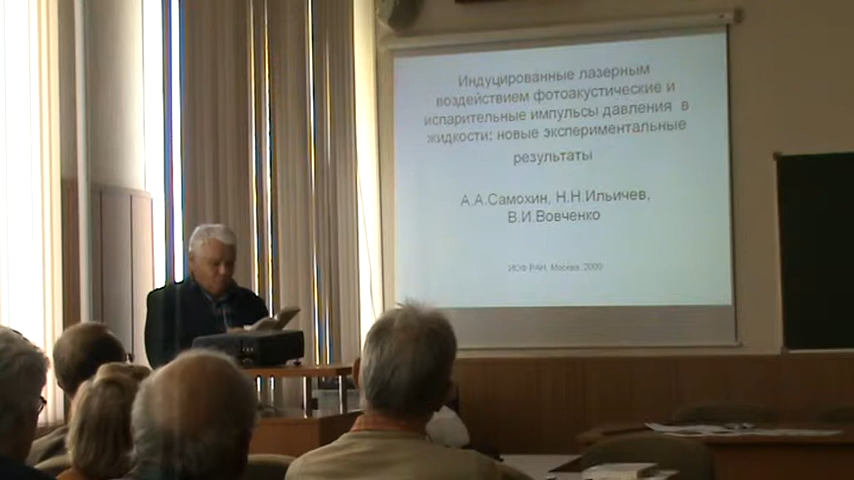 Индуцированные лазерным
воздействием фотоакустические и
испарительные импульсы давления в
жидкости: новые экспериментальные
результаты
А.А.Самохин, Н.Н.Ильичев,
В.И.Вовченко
ИОФ РАН, Москва, 2009